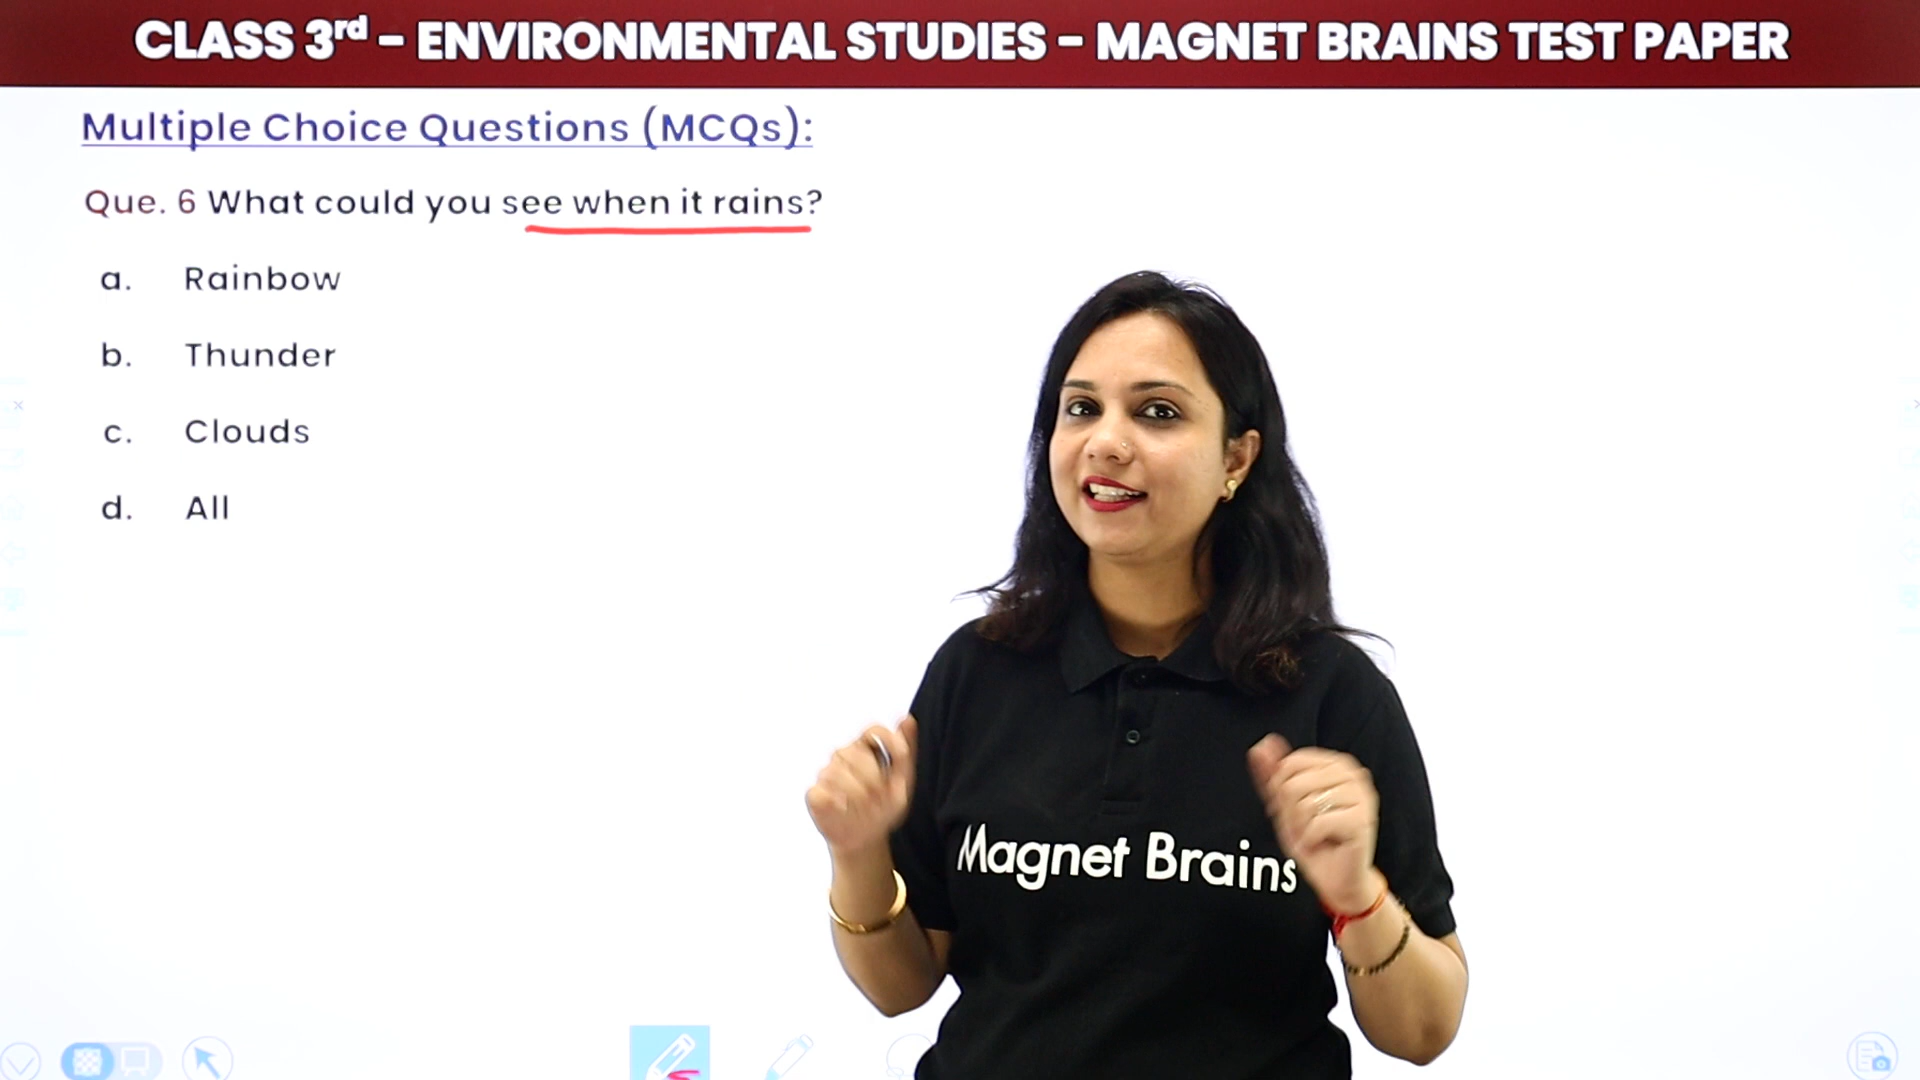 CLASS 3rd - ENVIRONMENTAL STUDIES - MAGNET BRAINS TEST PAPER
Multiple Choice Questions (MCQs):
Que. 6 What could you see when it rains?
a. Rainbow
b. Thunder
c. Clouds
d. All
Magnet Brains